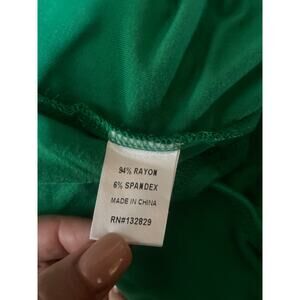 94% RAYON
6% SPANDEX
MADE IN CHINA
RN#132829